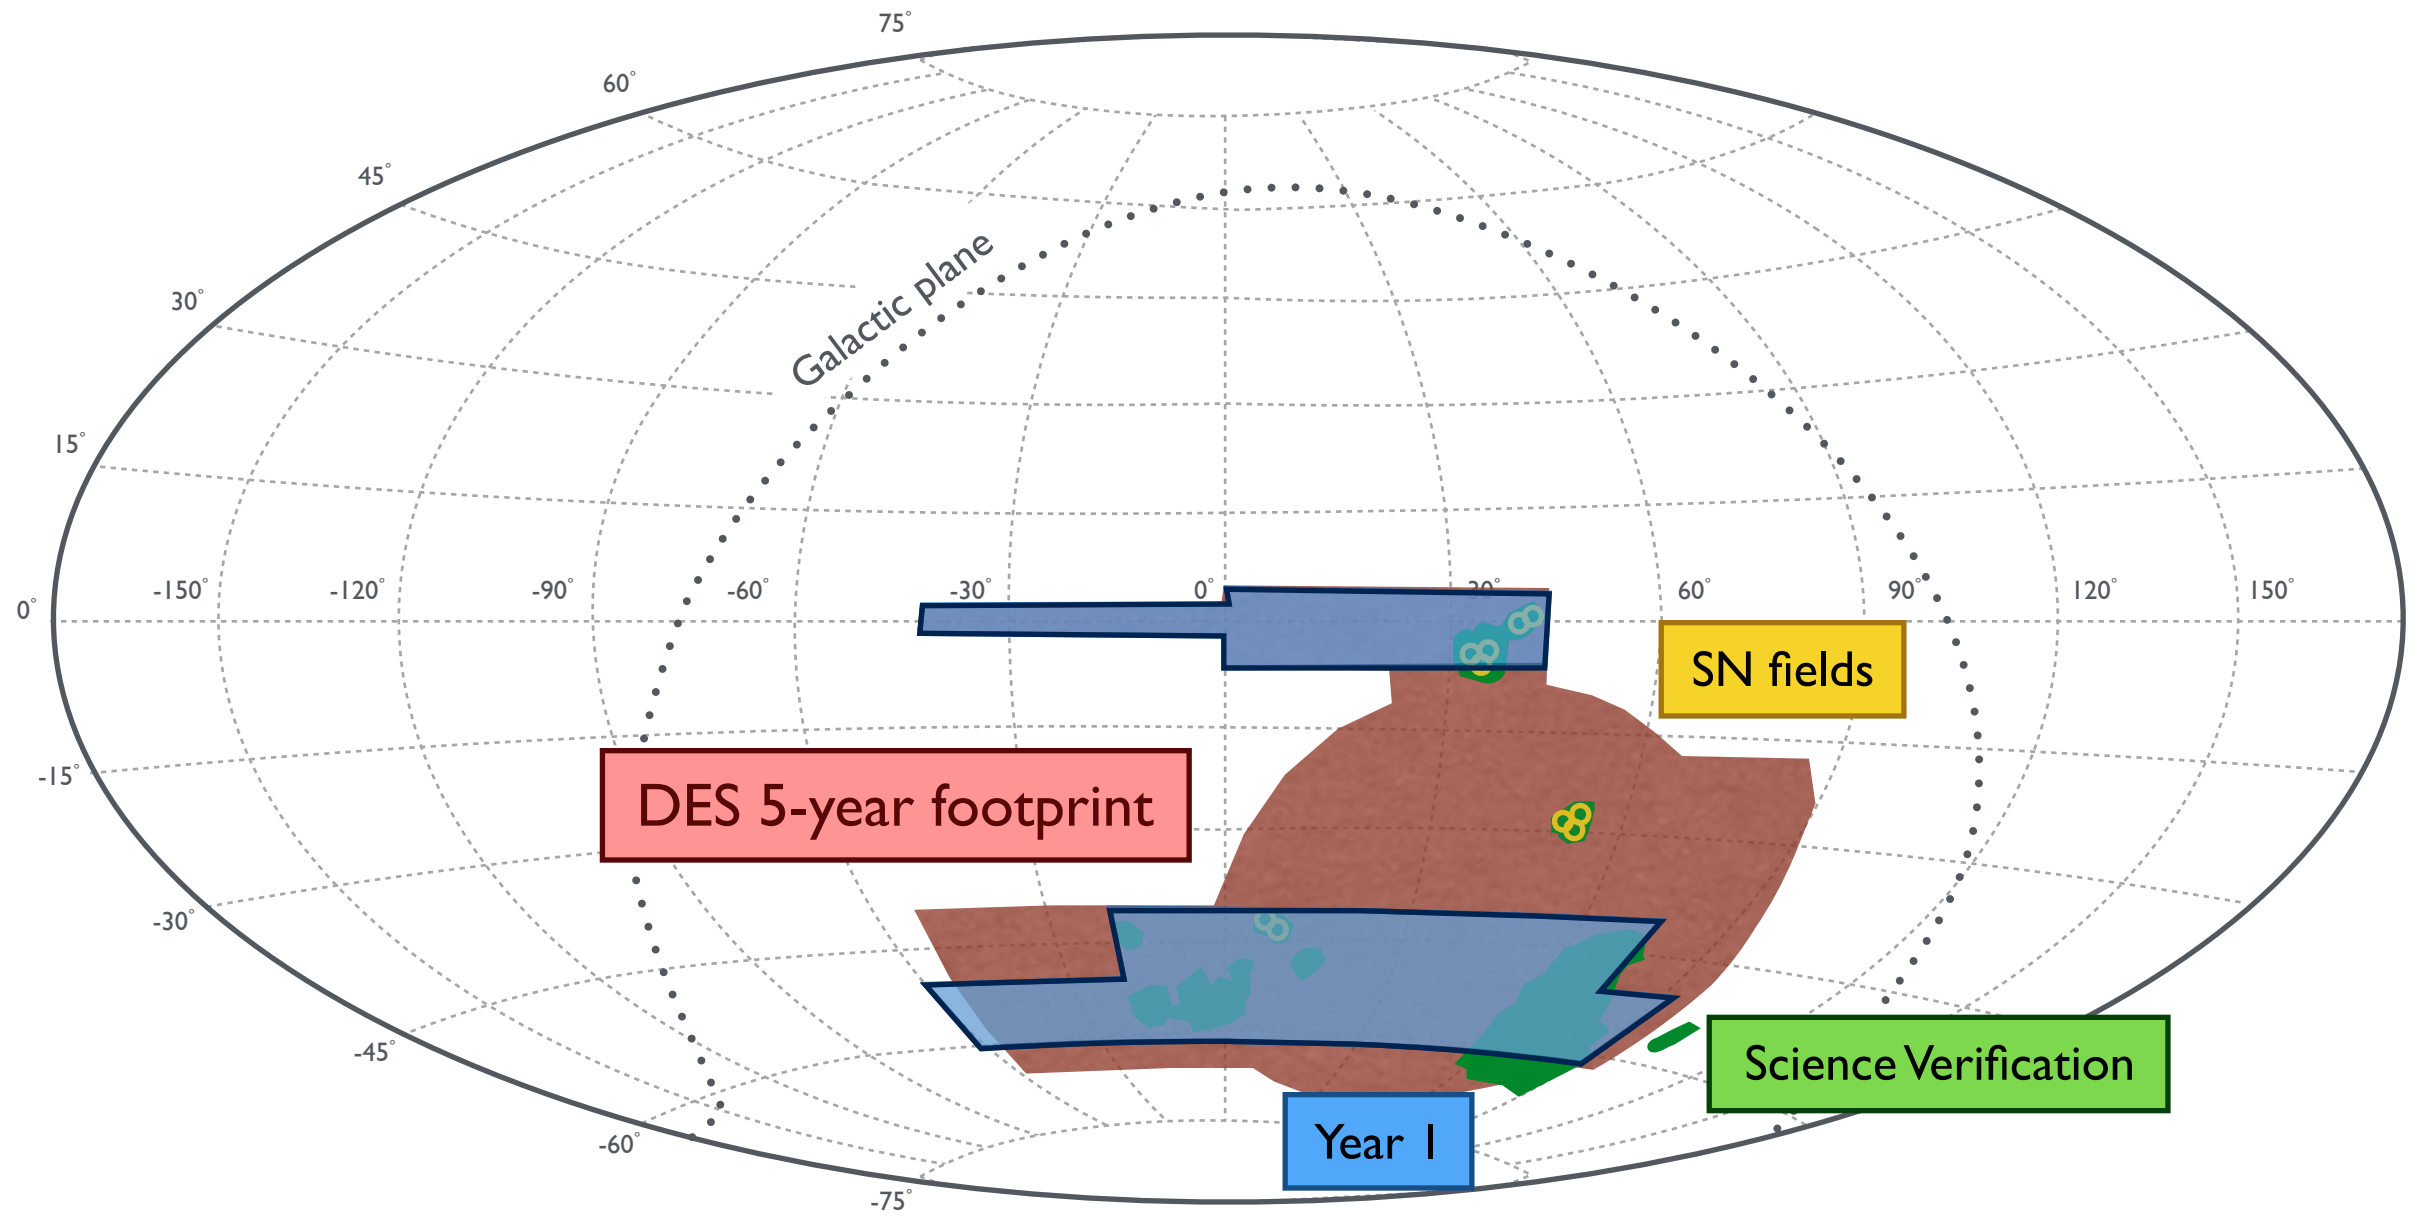 75°
60°
45°
Galactic plane
30°
15°
-150° -120° -90° -60° -30° 0° 30° 60° 90° 120° 150°
0°
SN fields
-15°
DES 5-year footprint
-30°
-45°
Science Verification
-60°
Year 1
-75°